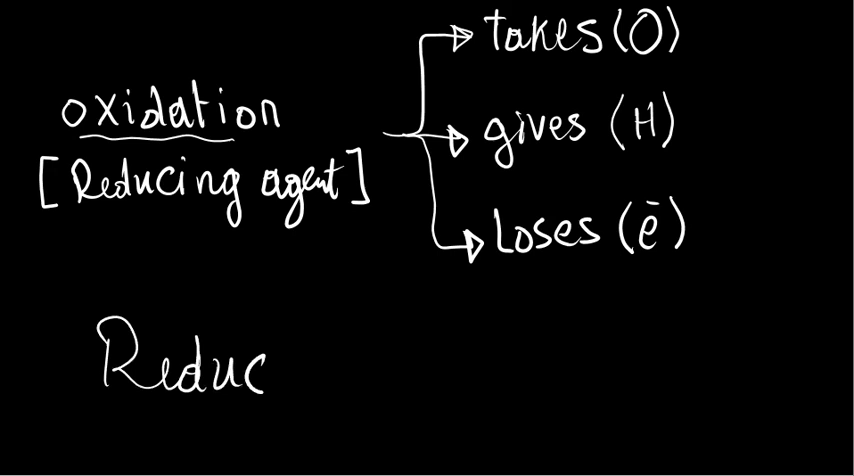 takes (O)
oxidation
gives (H)
[Reducing agent]
Loses (ē)
Reduc